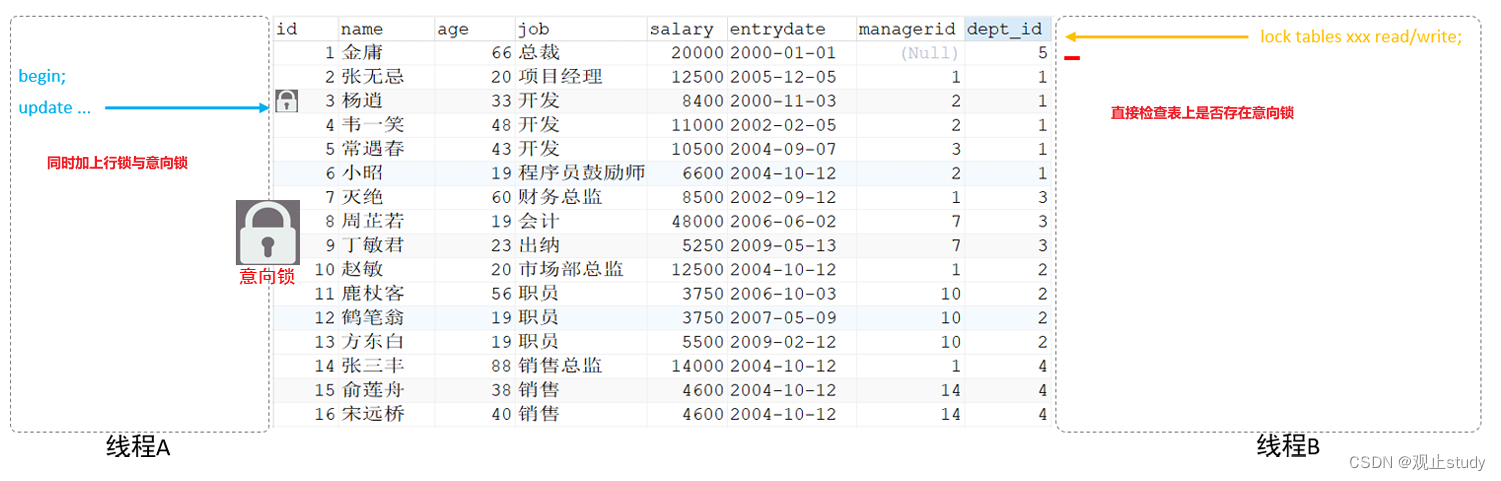 id name age job salary entrydate managerid dept_id
lock tables xxx read/write;
1 金庸 66 总裁 20000 2000-01-01 (Null) 5
begin;
2 张无忌 20 项目经理 12500 2005-12-05 1 1
update ...
3 杨逍 33 开发 8400 2000-11-03 2 1
直接检查表上是否存在意向锁
4 韦一笑 48 开发 11000 2002-02-05 2 1
5 常遇春 43 开发 10500 2004-09-07 3 1
同时加上行锁与意向锁
6 小昭 19 程序员鼓励师 6600 2004-10-12 2 1
7 灭绝 60 财务总监 8500 2002-09-12 1 3
8 周芷若 19 会计 48000 2006-06-02 7 3
9 丁敏君 23 出纳 5250 2009-05-13 7 3
意向锁
10 赵敏 20 市场部总监 12500 2004-10-12 1 2
11 鹿杖客 56 职员 3750 2006-10-03 10 2
12 鹤笔翁 19 职员 3750 2007-05-09 10 2
13 方东白 19 职员 5500 2009-02-12 10 2
14 张三丰 88 销售总监 14000 2004-10-12 1 4
15 俞莲舟 38 销售 4600 2004-10-12 14 4
16 宋远桥 40 销售 4600 2004-10-12 14 4
线程A
线程B
CSDN @观止study